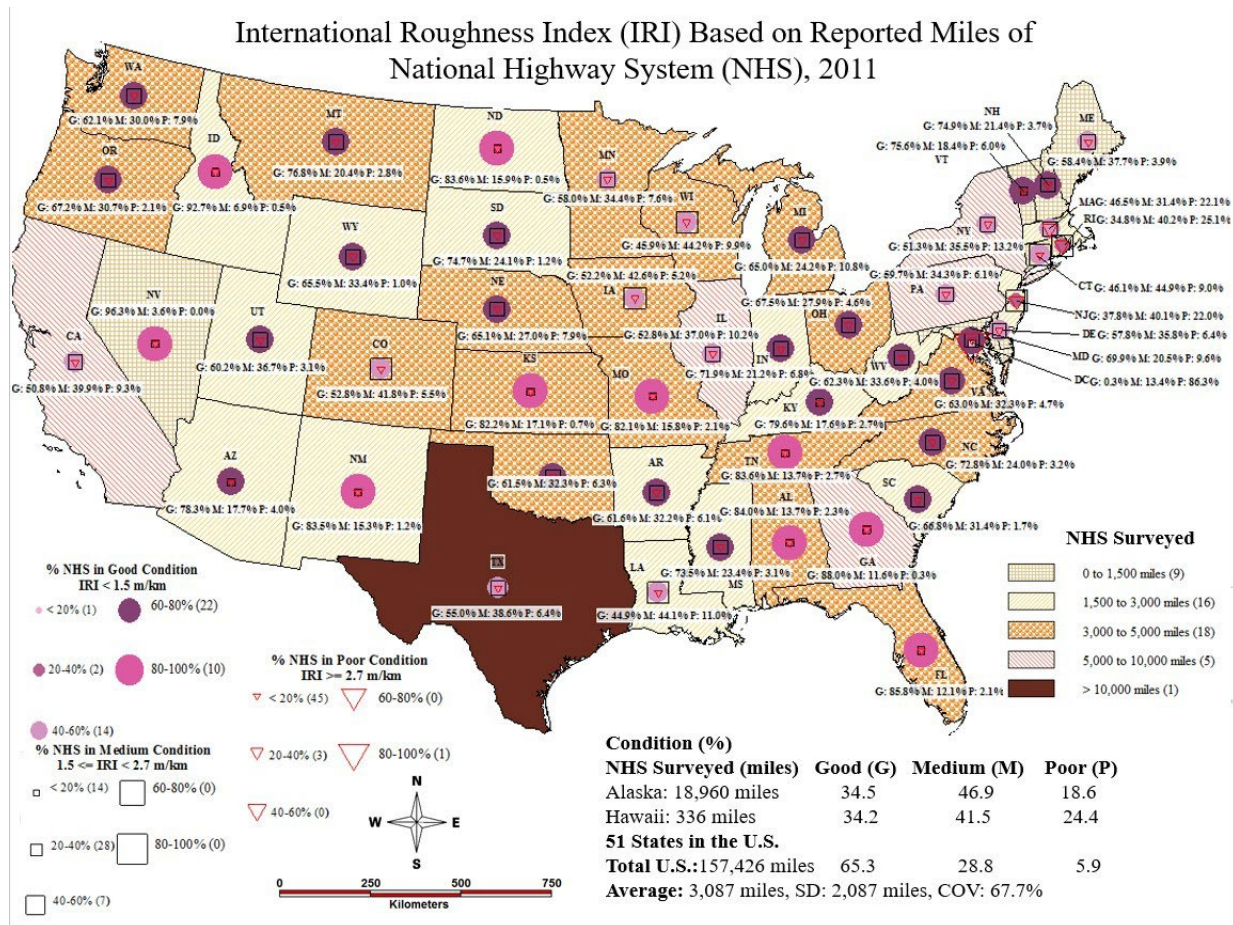 International Roughness Index (IRI) Based on Reported Miles of
National Highway System (NHS), 2011
WA
G: 62.1% M: 30.0% P: 7.9%
OR
G: 67.2% M: 30.7% P: 2.1%
ID
G: 92.7% M: 6.9% P: 0.5%
MT
G: 76.8% M: 20.4% P: 2.8%
ND
G: 83.6% M: 15.9% P: 0.5%
MN
G: 58.0% M: 34.4% P: 7.6%
WI
G: 45.9% M: 44.2% P: 9.9%
MI
G: 65.0% M: 24.2% P: 10.8%
NH
G: 74.9% M: 21.4% P: 3.7%
G: 75.6% M: 18.4% P: 6.0%
VT
ME
G: 58.4% M: 37.7% P: 3.9%
MAG: 46.5% M: 31.4% P: 22.1%
RIG: 34.8% M: 40.2% P: 25.1%
NY
G: 51.3% M: 35.5% P: 13.2%
G: 59.7% M: 34.3% P: 6.1%
PA
CT G: 46.1% M: 44.9% P: 9.0%
NJG: 37.8% M: 40.1% P: 22.0%
DE G: 57.8% M: 35.8% P: 6.4%
MD G: 69.9% M: 20.5% P: 9.6%
DC G: 0.3% M: 13.4% P: 86.3%
SD
G: 74.7% M: 24.1% P: 1.2%
WY
G: 65.5% M: 33.4% P: 1.0%
NV
G: 96.3% M: 3.6% P: 0.0%
UT
G: 60.2% M: 36.7% P: 3.1%
CA
G: 50.8% M: 39.9% P: 9.3%
CO
G: 52.8% M: 41.8% P: 5.5%
NE
G: 65.1% M: 27.0% P: 7.9%
G: 52.2% M: 42.6% P: 5.2%
IA
G: 52.8% M: 37.0% P: 10.2%
IL
G: 67.5% M: 27.9% P: 4.6%
OH
IN
G: 71.9% M: 21.2% P: 6.8%
WV
G: 62.3% M: 33.6% P: 4.0%
VA
G: 63.0% M: 32.3% P: 4.7%
KS
G: 82.2% M: 17.1% P: 0.7%
MO
G: 82.1% M: 15.8% P: 2.1%
KY
G: 79.6% M: 17.6% P: 2.7%
NC
G: 72.8% M: 24.0% P: 3.2%
TN
G: 83.6% M: 13.7% P: 2.7%
AZ
G: 78.3% M: 17.7% P: 4.0%
NM
G: 83.5% M: 15.3% P: 1.2%
G: 61.5% M: 32.3% P: 6.3%
AR
G: 61.6% M: 32.2% P: 6.1%
AL
G: 84.0% M: 13.7% P: 2.3%
SC
G: 66.8% M: 31.4% P: 1.7%
GA
G: 88.0% M: 11.6% P: 0.3%
G: 73.5% M: 23.4% P: 3.1%
MS
LA
G: 44.9% M: 44.1% P: 11.0%
TX
G: 55.0% M: 38.6% P: 6.4%
FL
G: 85.8% M: 12.1% P: 2.1%
NHS Surveyed
0 to 1,500 miles (9)
1,500 to 3,000 miles (16)
3,000 to 5,000 miles (18)
5,000 to 10,000 miles (5)
> 10,000 miles (1)
% NHS in Good Condition
IRI < 1.5 m/km
< 20% (1) 60-80% (22)
20-40% (2) 80-100% (10)
40-60% (14)
% NHS in Medium Condition
1.5 <= IRI < 2.7 m/km
< 20% (14) 60-80% (0)
20-40% (28) 80-100% (0)
40-60% (7)
% NHS in Poor Condition
IRI >= 2.7 m/km
< 20% (45) 60-80% (0)
20-40% (3) 80-100% (1)
40-60% (0)
N
W E
S
0 250 500 750
Kilometers
Condition (%)
NHS Surveyed (miles) Good (G) Medium (M) Poor (P)
Alaska: 18,960 miles 34.5 46.9 18.6
Hawaii: 336 miles 34.2 41.5 24.4
51 States in the U.S.
Total U.S.:157,426 miles 65.3 28.8 5.9
Average: 3,087 miles, SD: 2,087 miles, COV: 67.7%